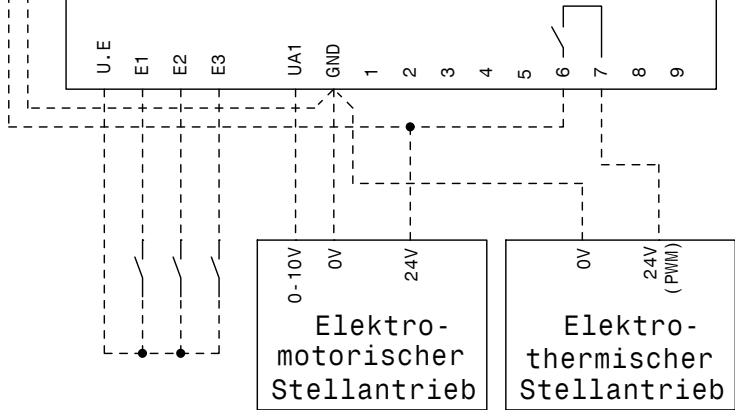 U.E
E1
E2
E3
UA1
GND
1
2
3
4
5
6
7
8
9
0-10V
0V
24V
Elektro-
motorischer
Stellantrieb
0V
24V
(PWM)
Elektro-
thermischer
Stellantrieb